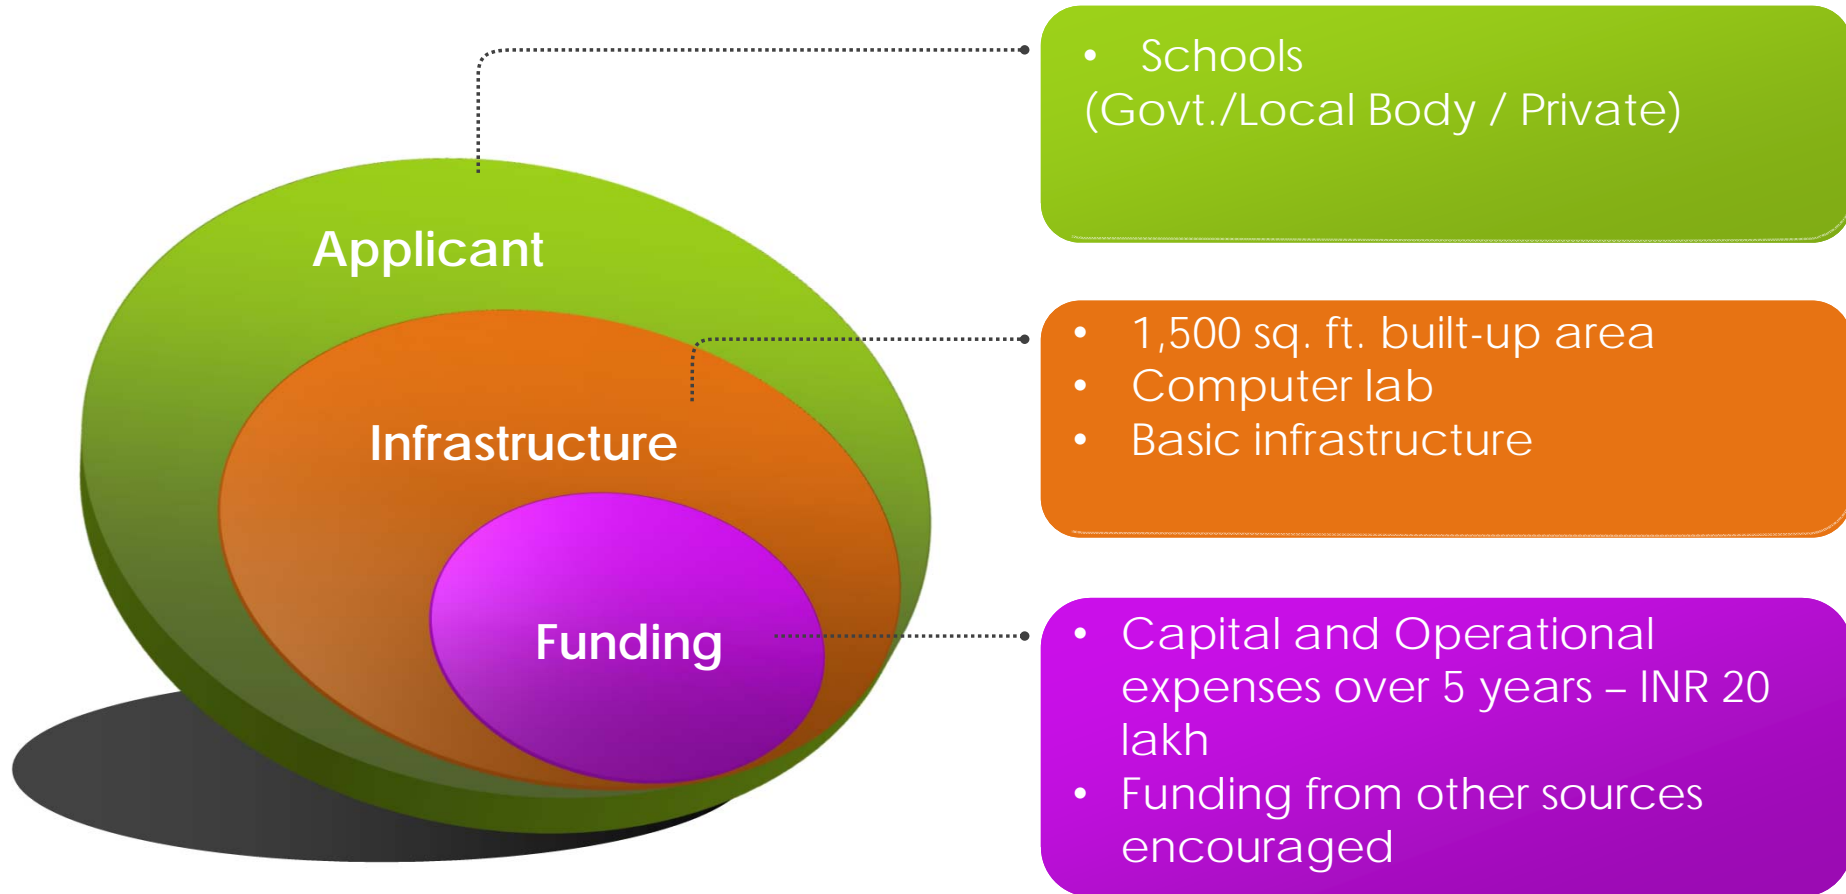 Applicant
Infrastructure
Funding
• Schools
(Govt./Local Body / Private)
• 1,500 sq. ft. built-up area
• Computer lab
• Basic infrastructure
• Capital and Operational
expenses over 5 years – INR 20
lakh
• Funding from other sources
encouraged